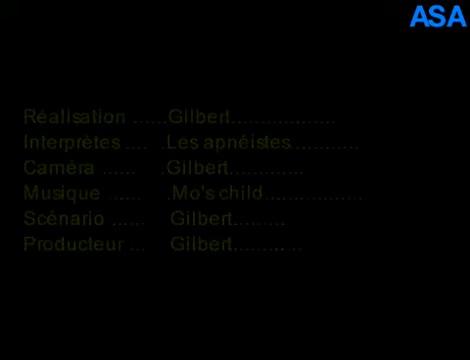 ASA
Réalisation ......Gilbert..................
Interprètes .... .Les apnéistes............
Caméra ...... .Gilbert.............
Musique ...... .Mo's child.................
Scénario ...... Gilbert.........
Producteur ... Gilbert............